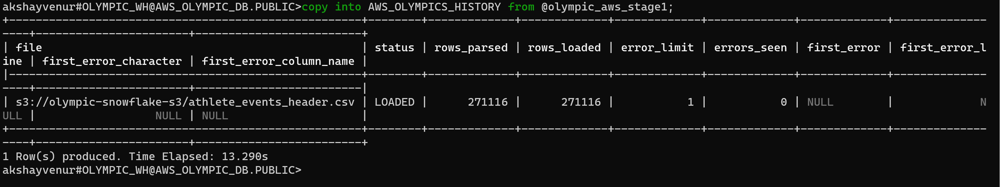 akshayvenur#OLYMPIC_WH@AWS_OLYMPIC_DB.PUBLIC>copy into AWS_OLYMPICS_HISTORY from @olympic_aws_stage1;
+-----------------------------------------------------+--------+-------------+-------------+-------------+-------------+-------------+--------------
----+-----------------------+-------------------------+
| file                                                | status | rows_parsed | rows_loaded | error_limit | errors_seen | first_error | first_error_l
ine | first_error_character | first_error_column_name |
|-----------------------------------------------------+--------+-------------+-------------+-------------+-------------+-------------+--------------
----+-----------------------+-------------------------|
| s3://olympic-snowflake-s3/athlete_events_header.csv | LOADED |      271116 |      271116 |           1 |           0 | NULL        |             N
ULL |                  NULL | NULL                    |
+-----------------------------------------------------+--------+-------------+-------------+-------------+-------------+-------------+--------------
----+-----------------------+-------------------------+
1 Row(s) produced. Time Elapsed: 13.290s
akshayvenur#OLYMPIC_WH@AWS_OLYMPIC_DB.PUBLIC>